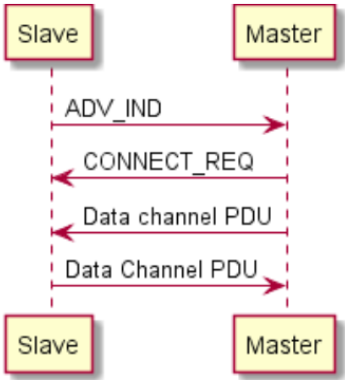 Slave Master
ADV_IND
CONNECT_REQ
Data channel PDU
Data Channel PDU
Slave Master